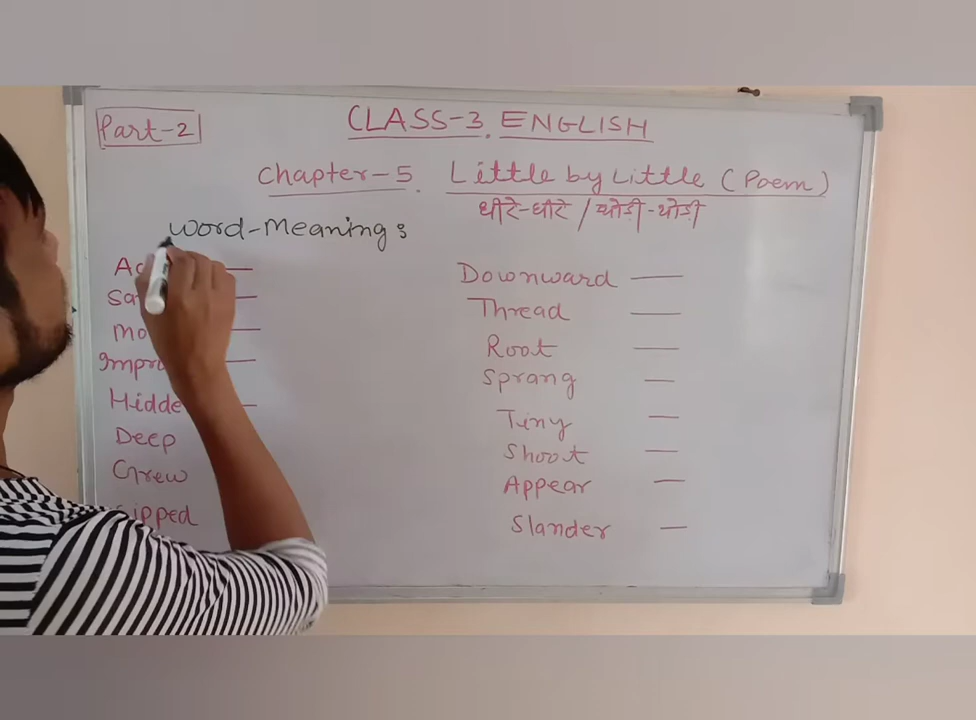 Part-2
CLASS-3. ENGLISH
Chapter-5. Little by Little (Poem)
धीरे-धीरे / थोड़ी-थोड़ी
Word-Meaning :
Downward —
Thread —
Root —
Sprang —
Tiny —
Shoot —
Appear —
Slander —
Deep
Grew